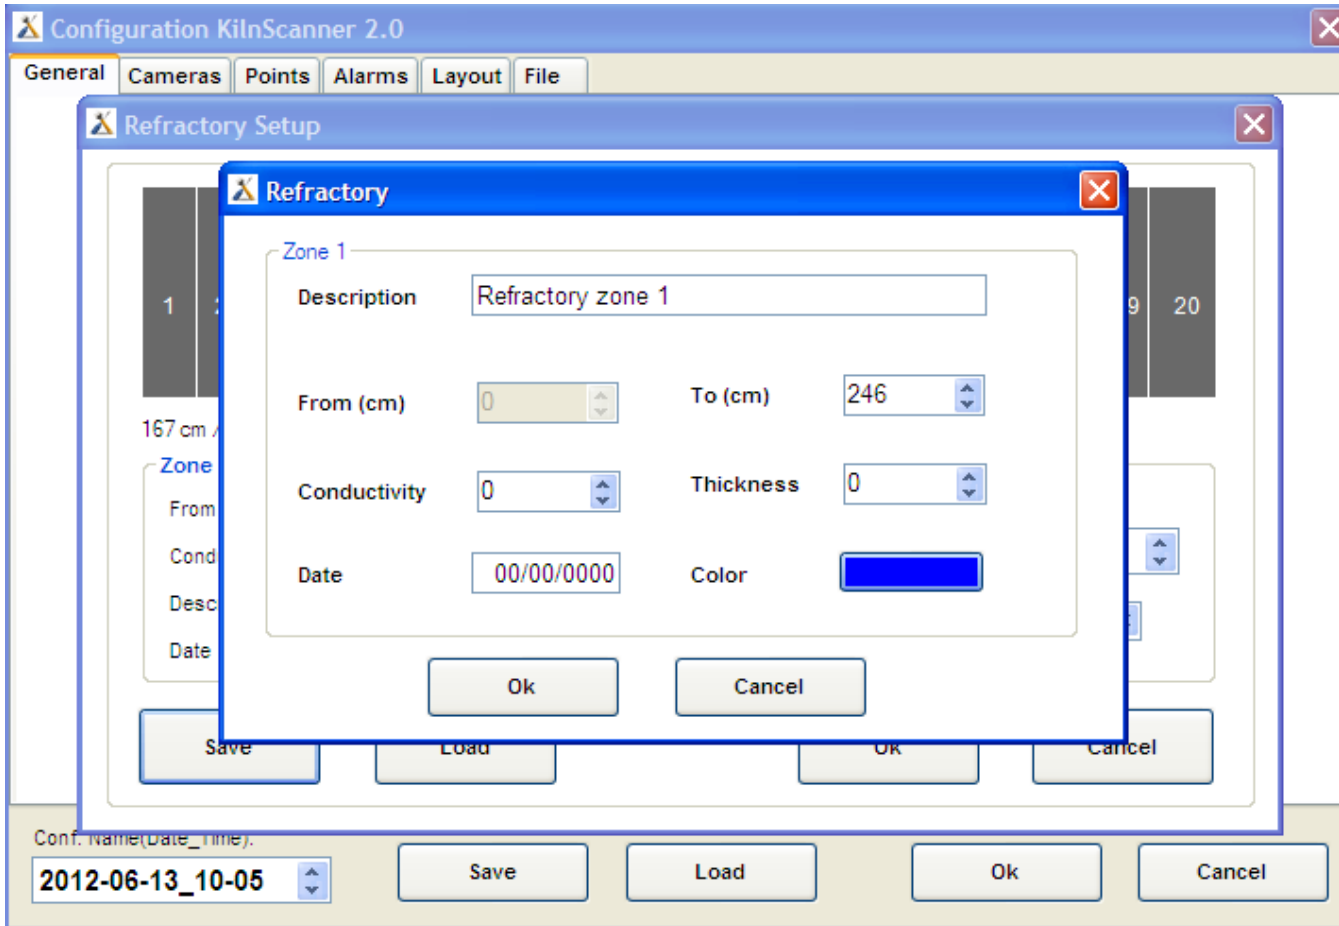 Configuration KilnScanner 2.0
General Cameras Points Alarms Layout File
Refractory Setup
Refractory
Zone 1
Description Refractory zone 1
1 20
From (cm) 0 To (cm) 246
167 cm
Zone
Conductivity 0 Thickness 0
From
Cond
Date 00/00/0000 Color
Desc
Date
Ok Cancel
Save Load Ok Cancel
Conf. Name(Date_Time):
2012-06-13_10-05 Save Load Ok Cancel